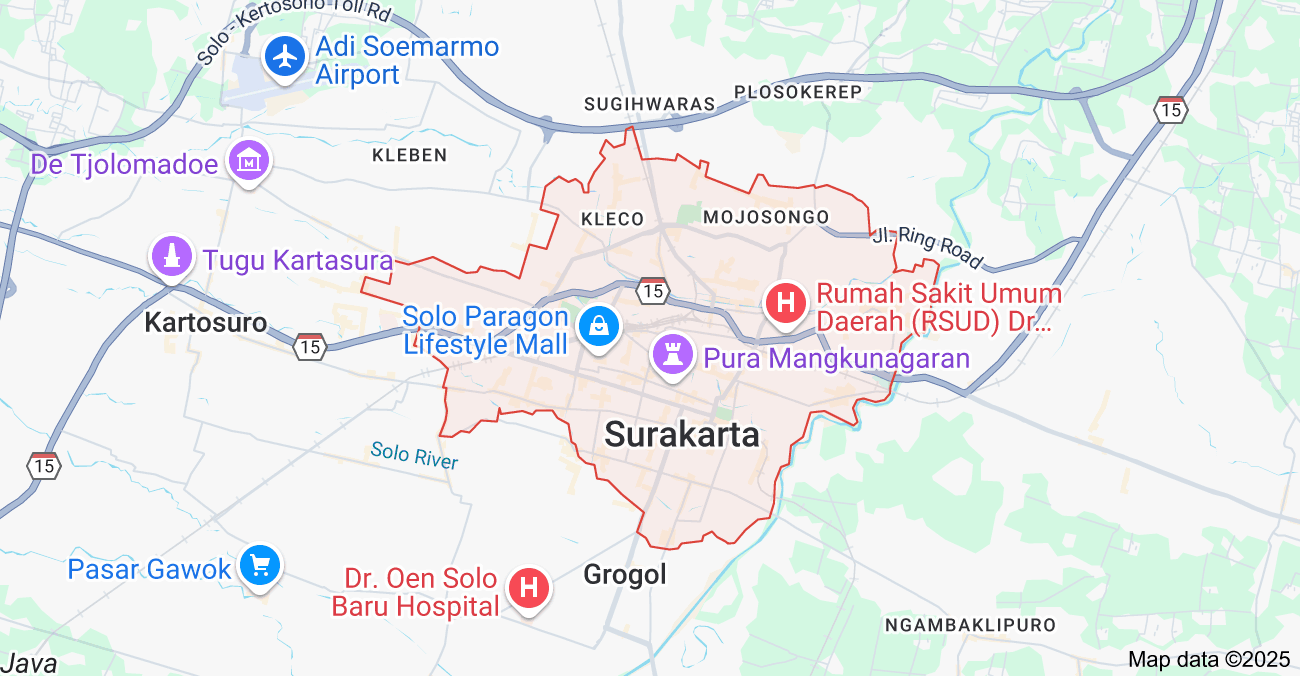 Solo - Kertosono Toll Rd
Adi Soemarmo
Airport
SUGIHWARAS
PLOSOKEREP
15
KLEBEN
De Tjolomadoe
KLECO
MOJOSONGO
Jl. Ring Road
Tugu Kartasura
15
Rumah Sakit Umum
Daerah (RSUD) Dr...
Kartosuro
Solo Paragon
Lifestyle Mall
15
Pura Mangkunagaran
Surakarta
Solo River
15
Pasar Gawok
Dr. Oen Solo
Baru Hospital
Grogol
NGAMBAKLIPURO
Java
Map data ©2025